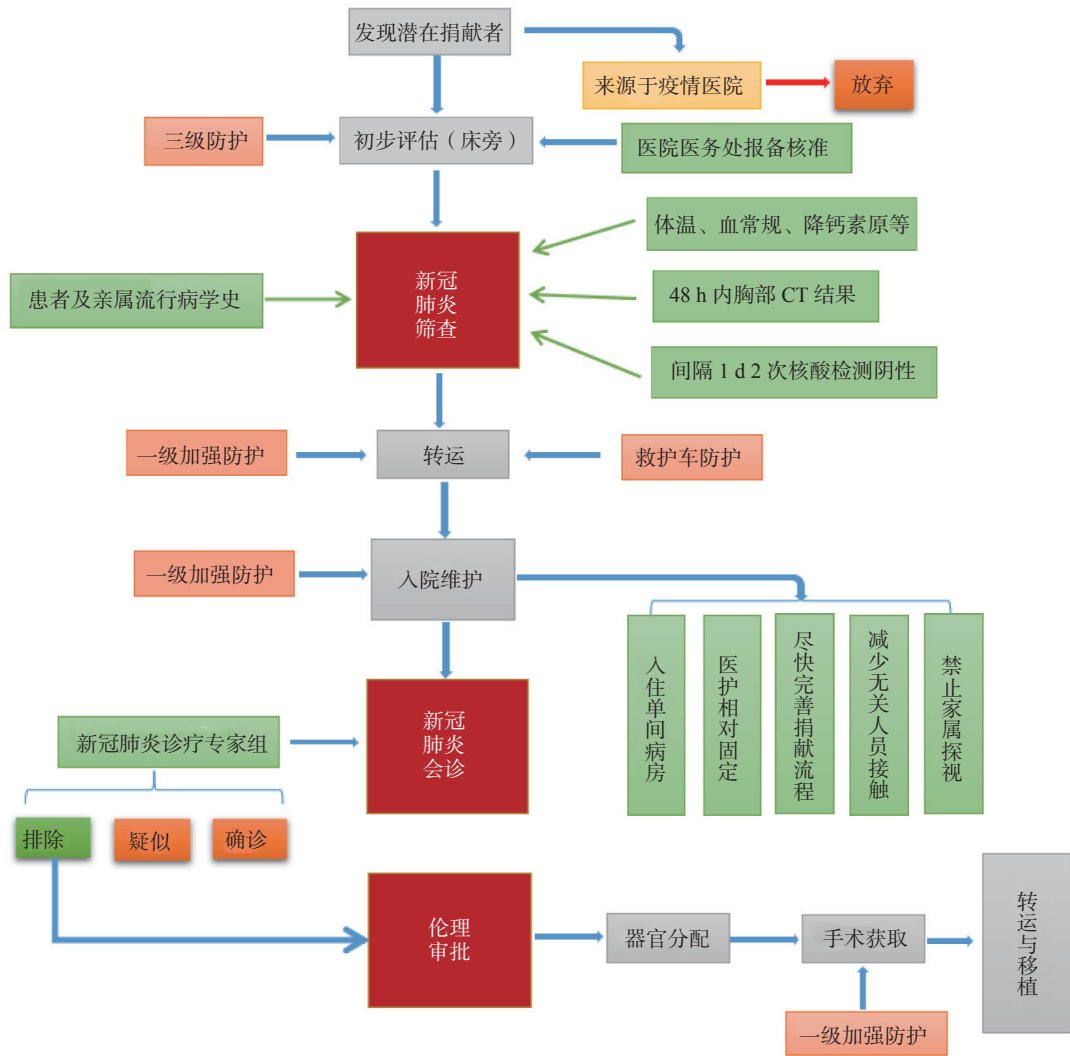 发现潜在捐献者
来源于疫情医院
放弃
三级防护
初步评估（床旁）
医院医务处报备核准
体温、血常规、降钙素原等
患者及亲属流行病学史
新冠
肺炎
筛查
48 h 内胸部 CT 结果
间隔 1 d 2 次核酸检测阴性
一级加强防护
转运
救护车防护
一级加强防护
入院维护
入住单间病房
医护相对固定
尽快完善捐献流程
减少无关人员接触
禁止家属探视
新冠肺炎诊疗专家组
新冠
肺炎
会诊
排除
疑似
确诊
伦理
审批
器官分配
手术获取
转运与移植
一级加强防护